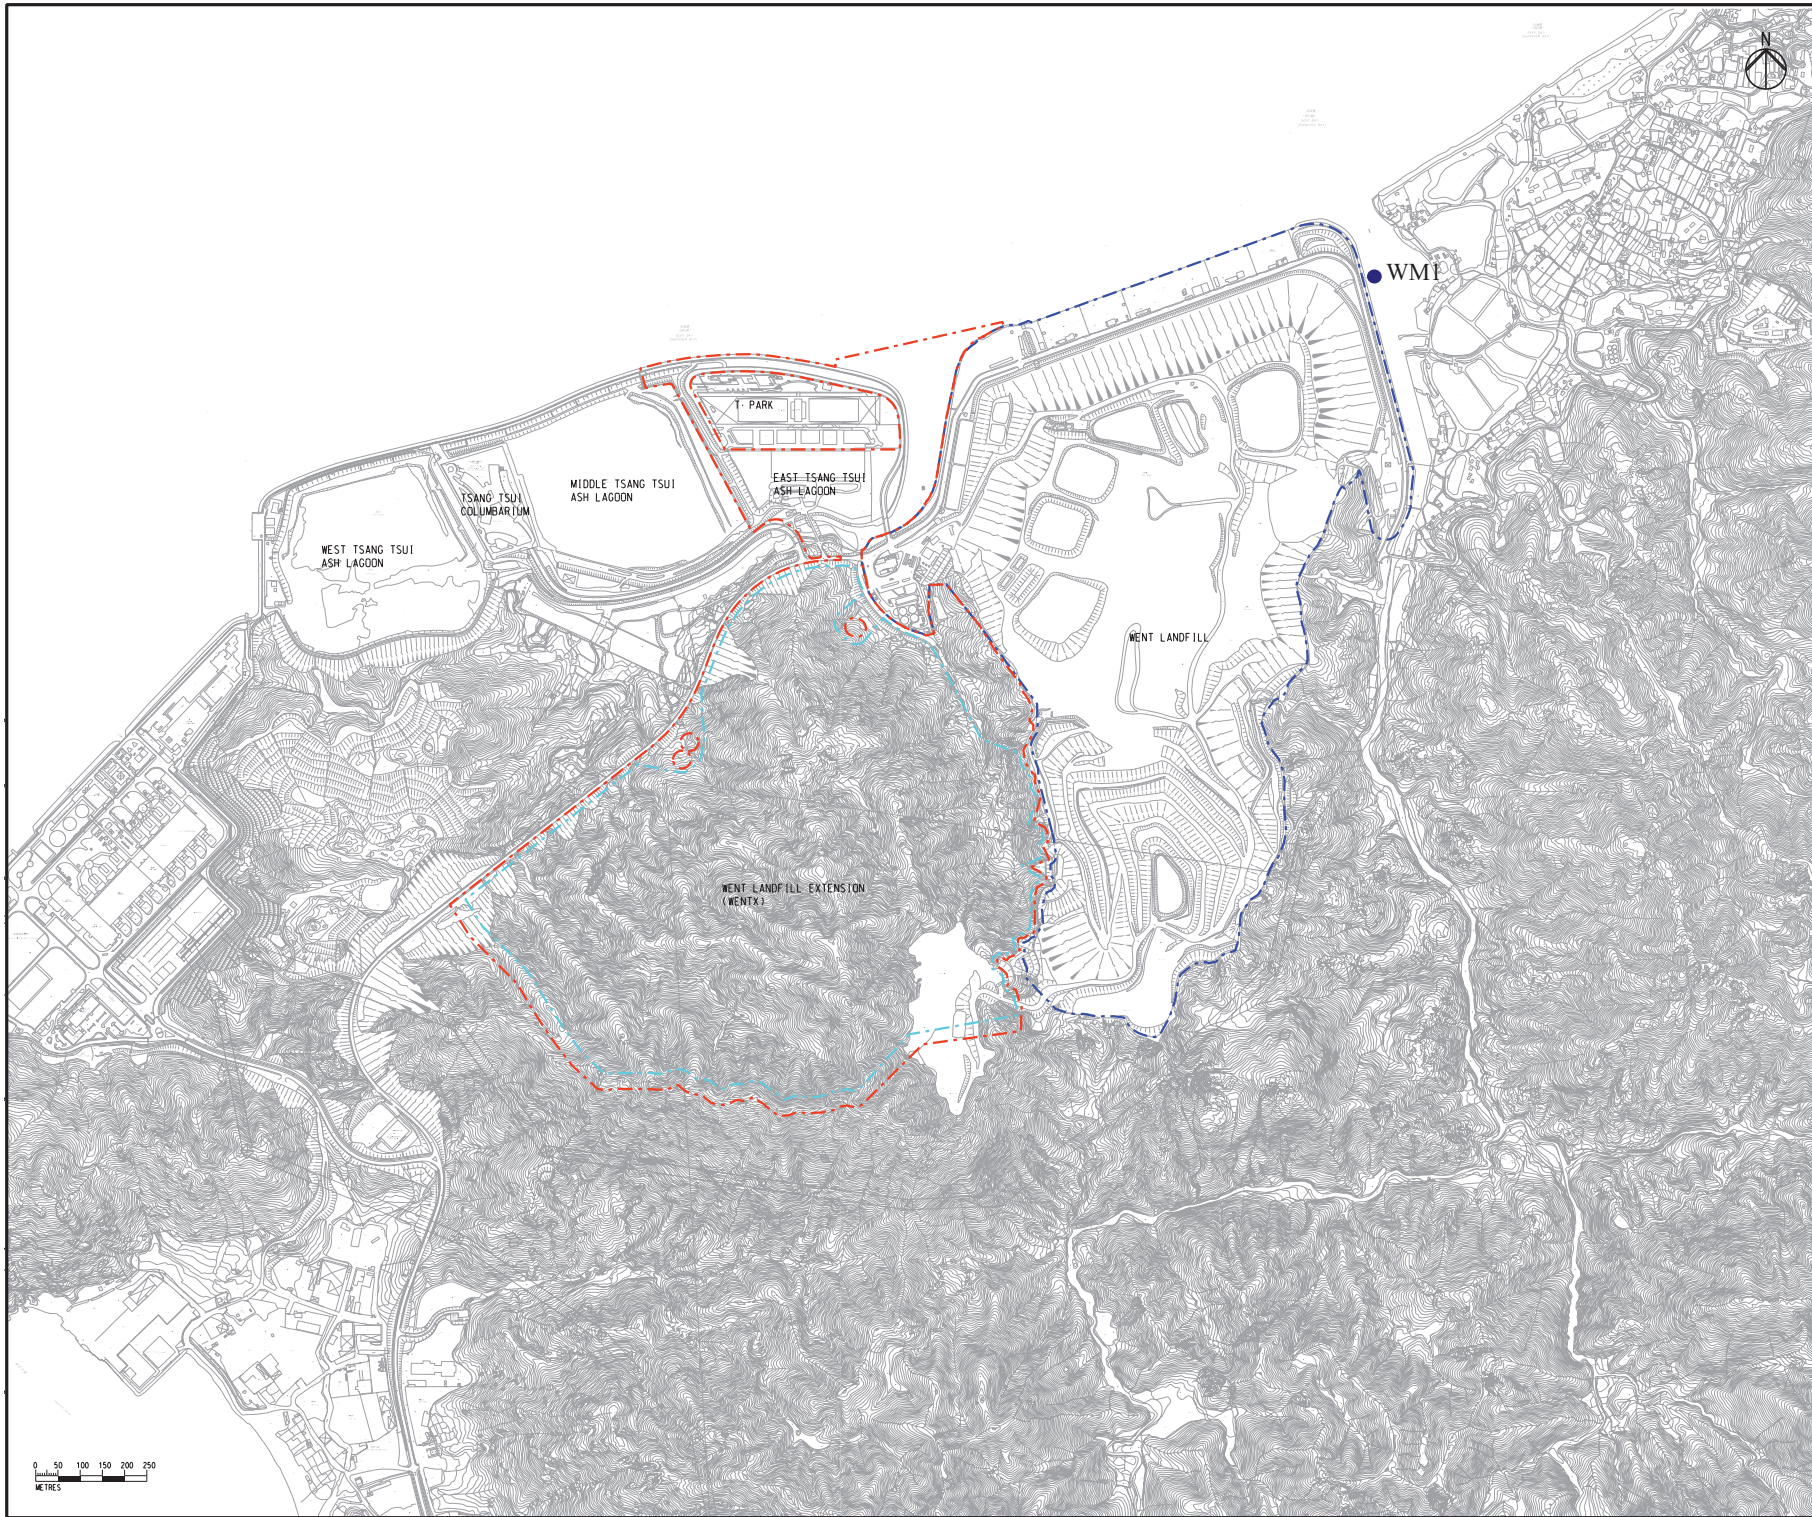 N
WM1
T· PARK
MIDDLE TSANG TSUI
ASH LAGOON
EAST TSANG TSUI
ASH LAGOON
TSANG TSUI
COLUMBARIUM
WEST TSANG TSUI
ASH LAGOON
WENT LANDFILL
WENT LANDFILL EXTENSION
(WENTX)
0 50 100 150 200 250
METRES